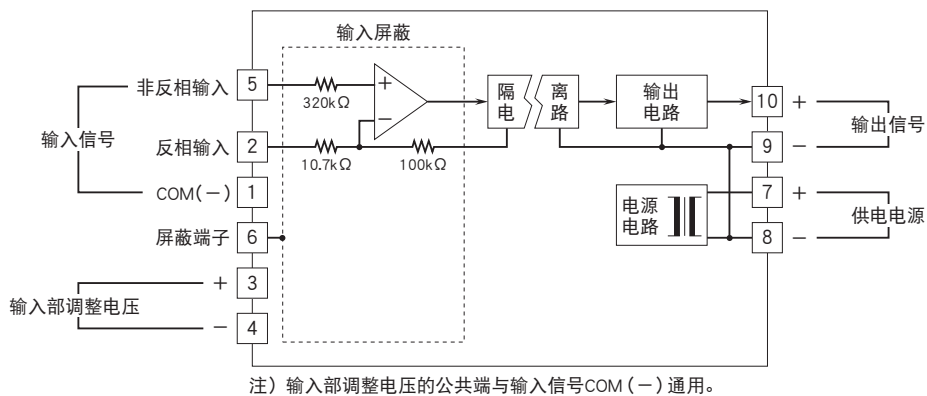 输入屏蔽
非反相输入
5
320kΩ
+
−
隔
电
离
路
输出
电路
10
+
输出信号
输入信号
反相输入
2
10.7kΩ
100kΩ
9
−
COM(−)
1
电源
电路
7
+
供电电源
屏蔽端子
6
8
−
+
3
输入部调整电压
−
4
注）输入部调整电压的公共端与输入信号COM(−)通用。